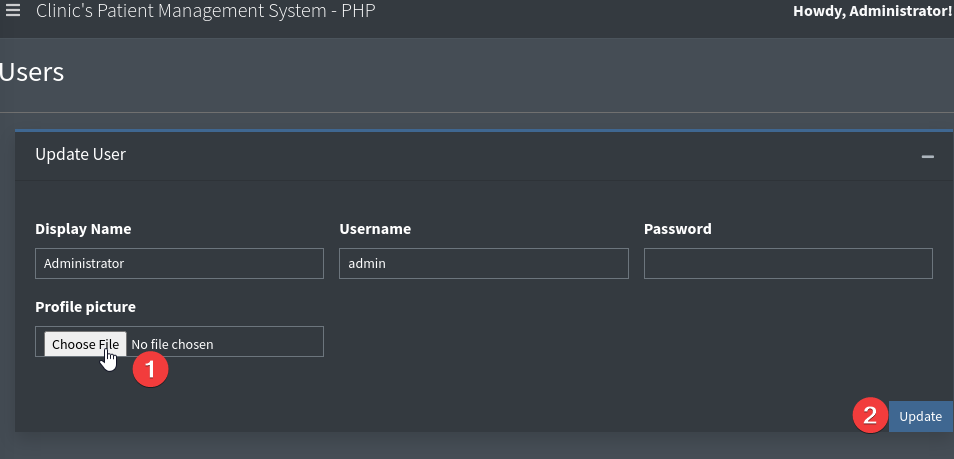 Clinic's Patient Management System - PHP
Howdy, Administrator!
Users
Update User
Display Name
Username
Password
Administrator
admin
Profile picture
Choose File No file chosen
1
2
Update